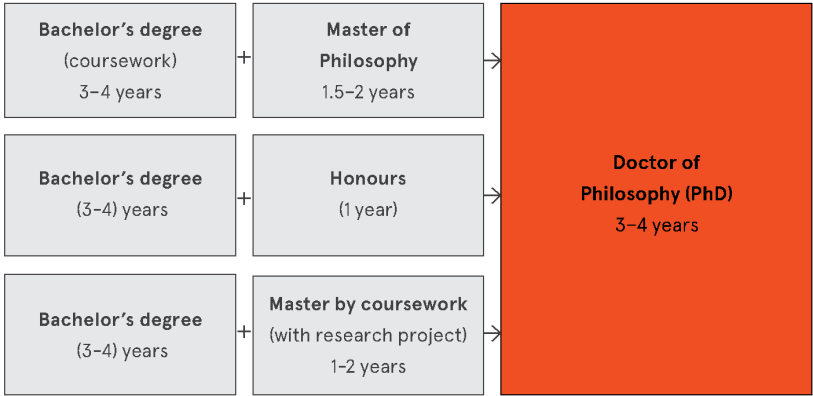 Bachelor's degree
(coursework)
3–4 years
+
Master of
Philosophy
1.5–2 years
Bachelor's degree
(3-4) years
+
Honours
(1 year)
Bachelor's degree
(3-4) years
+
Master by coursework
(with research project)
1-2 years
Doctor of
Philosophy (PhD)
3–4 years